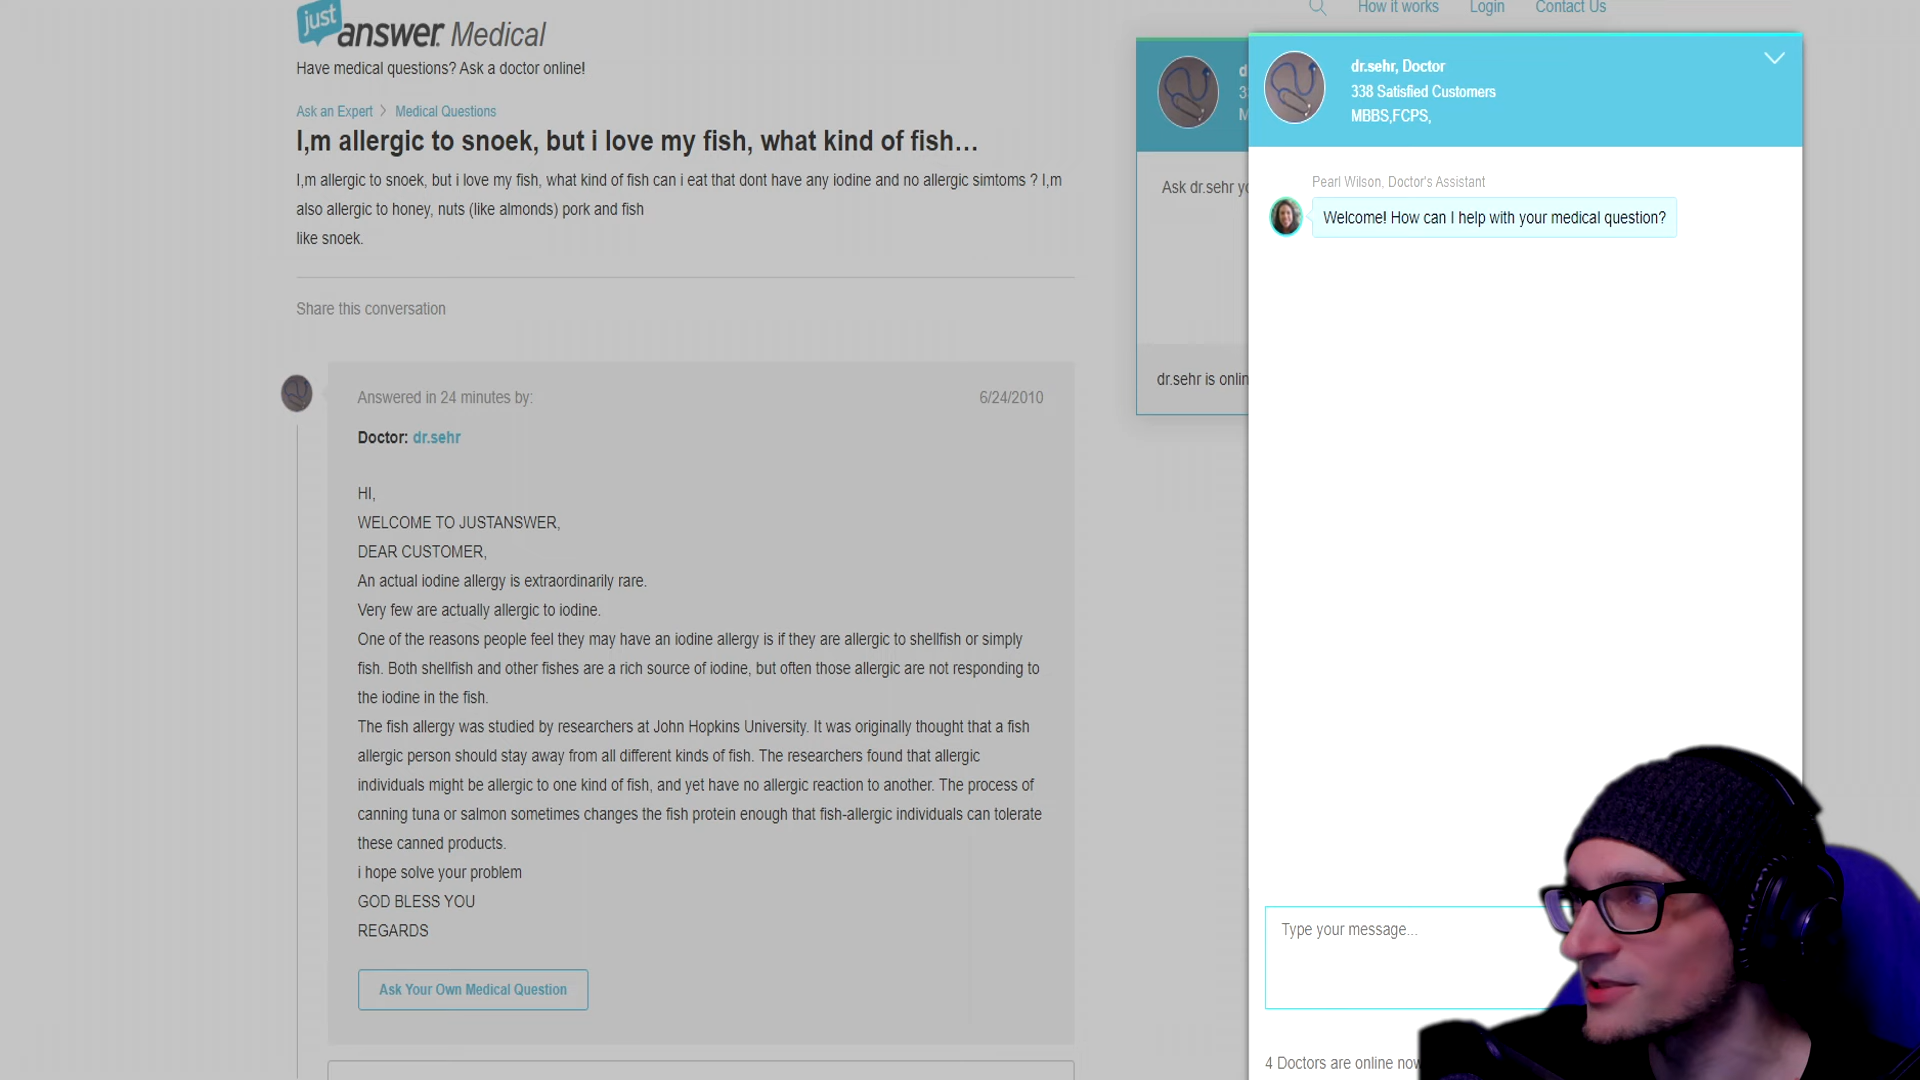 just
answer Medical
Have medical questions? Ask a doctor online!
Ask an Expert > Medical Questions
I,m allergic to snoek, but i love my fish, what kind of fish…
I,m allergic to snoek, but i love my fish, what kind of fish can i eat that dont have any iodine and no allergic simtoms ? I,m
also allergic to honey, nuts (like almonds) pork and fish
like snoek.
Share this conversation
Answered in 24 minutes by:
6/24/2010
Doctor: dr.sehr
HI,
WELCOME TO JUSTANSWER,
DEAR CUSTOMER,
An actual iodine allergy is extraordinarily rare.
Very few are actually allergic to iodine.
One of the reasons people feel they may have an iodine allergy is if they are allergic to shellfish or simply
fish. Both shellfish and other fishes are a rich source of iodine, but often those allergic are not responding to
the iodine in the fish.
The fish allergy was studied by researchers at John Hopkins University. It was originally thought that a fish
allergic person should stay away from all different kinds of fish. The researchers found that allergic
individuals might be allergic to one kind of fish, and yet have no allergic reaction to another. The process of
canning tuna or salmon sometimes changes the fish protein enough that fish-allergic individuals can tolerate
these canned products.
i hope solve your problem
GOD BLESS YOU
REGARDS
Ask Your Own Medical Question
How it works Login Contact Us
Ask dr.sehr
dr.sehr is
dr.sehr, Doctor
338 Satisfied Customers
MBBS,FCPS,
Pearl Wilson, Doctor's Assistant
Welcome! How can I help with your medical question?
Type your message...
4 Doctors are online now